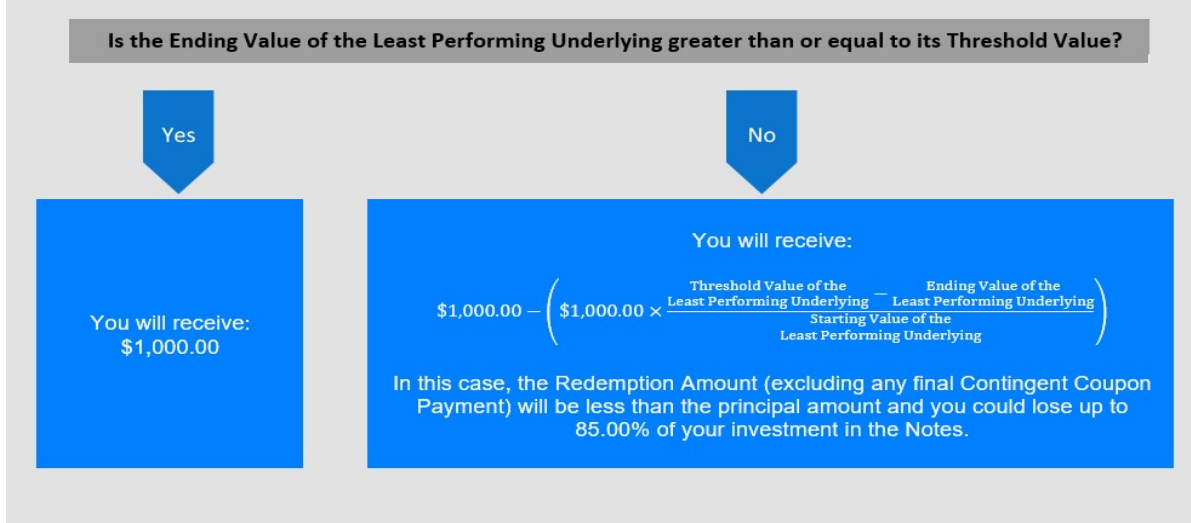 Is the Ending Value of the Least Performing Underlying greater than or equal to its Threshold Value?
Yes
No
You will receive:
$1,000.00
You will receive:
$1,000.00 − ( $1,000.00 × (Threshold Value of the Least Performing Underlying − Ending Value of the Least Performing Underlying) / Starting Value of the Least Performing Underlying )
In this case, the Redemption Amount (excluding any final Contingent Coupon
Payment) will be less than the principal amount and you could lose up to
85.00% of your investment in the Notes.